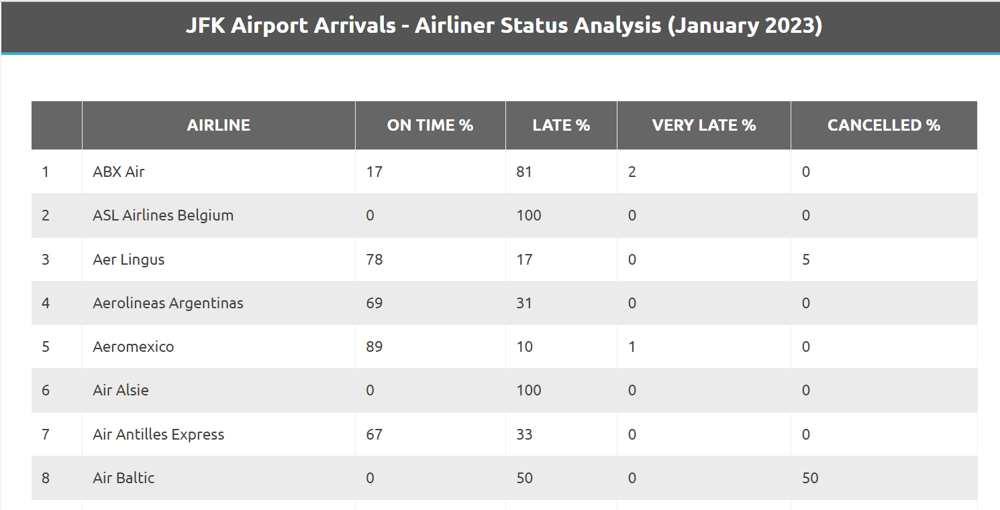 JFK Airport Arrivals - Airliner Status Analysis (January 2023)
AIRLINE ON TIME % LATE % VERY LATE % CANCELLED %
1 ABX Air 17 81 2 0
2 ASL Airlines Belgium 0 100 0 0
3 Aer Lingus 78 17 0 5
4 Aerolineas Argentinas 69 31 0 0
5 Aeromexico 89 10 1 0
6 Air Alsie 0 100 0 0
7 Air Antilles Express 67 33 0 0
8 Air Baltic 0 50 0 50